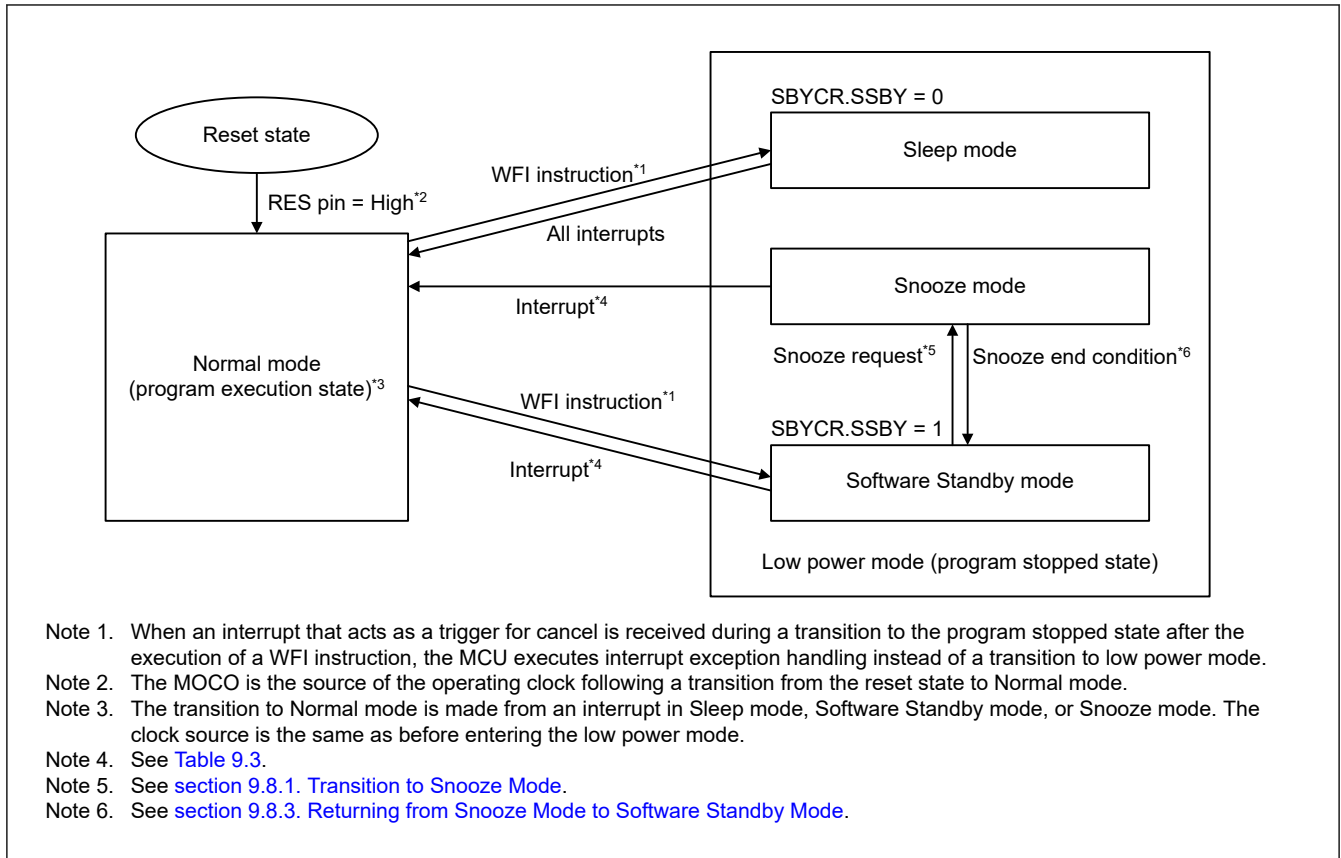 SBYCR.SSBY = 0
Reset state
Sleep mode
WFI instruction*1
RES pin = High*2
All interrupts
Snooze mode
Interrupt*4
Normal mode
(program execution state)*3
Snooze request*5
Snooze end condition*6
WFI instruction*1
SBYCR.SSBY = 1
Interrupt*4
Software Standby mode
Low power mode (program stopped state)
Note 1. When an interrupt that acts as a trigger for cancel is received during a transition to the program stopped state after the
execution of a WFI instruction, the MCU executes interrupt exception handling instead of a transition to low power mode.
Note 2. The MOCO is the source of the operating clock following a transition from the reset state to Normal mode.
Note 3. The transition to Normal mode is made from an interrupt in Sleep mode, Software Standby mode, or Snooze mode. The
clock source is the same as before entering the low power mode.
Note 4. See Table 9.3.
Note 5. See section 9.8.1. Transition to Snooze Mode.
Note 6. See section 9.8.3. Returning from Snooze Mode to Software Standby Mode.